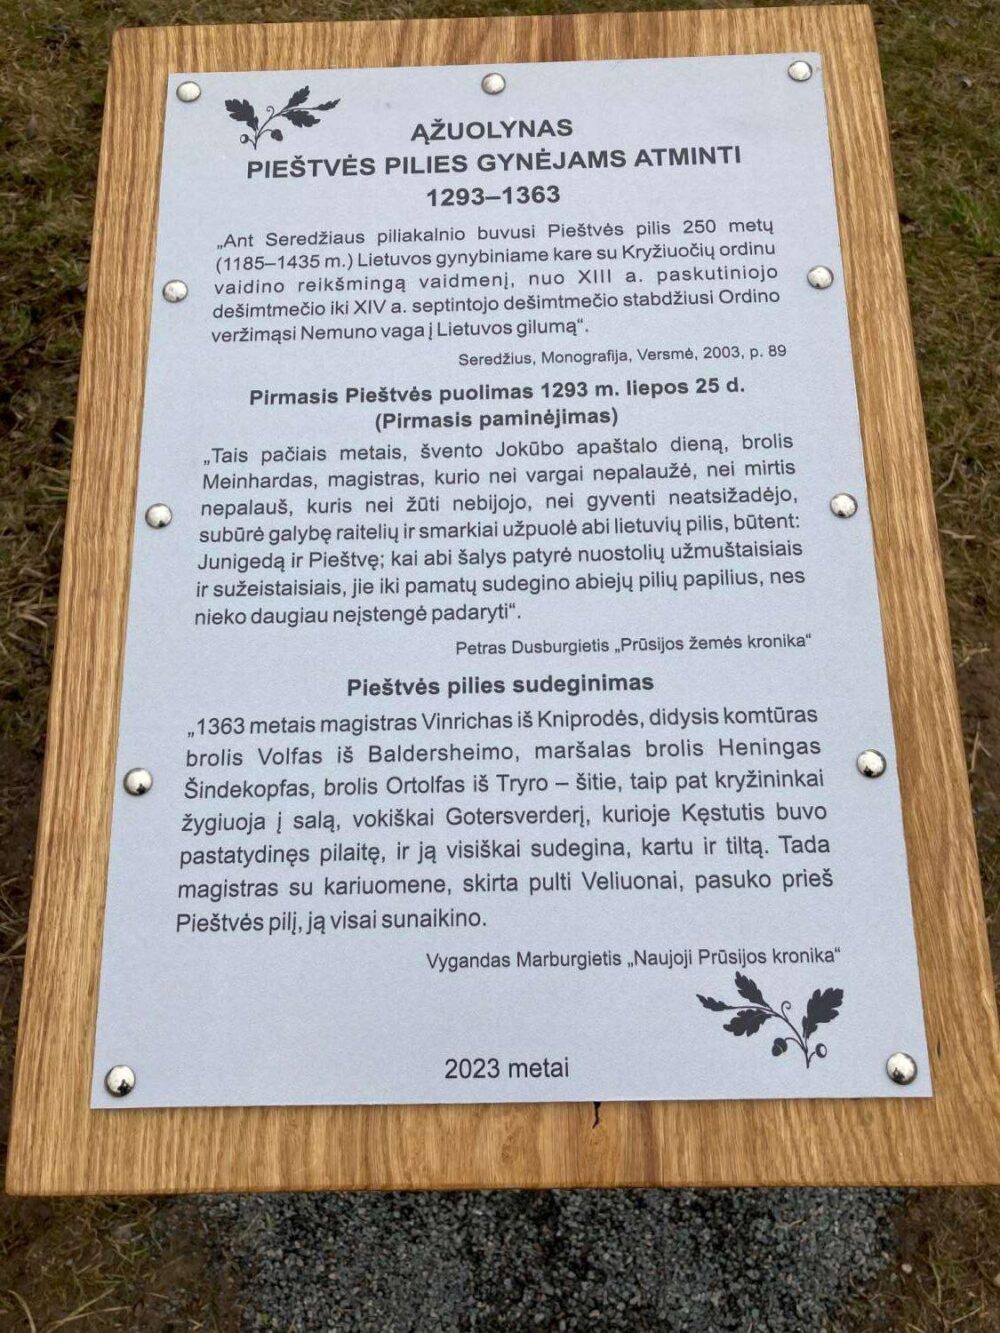 ĄŽUOLYNAS
PIEŠTVĖS PILIES GYNĖJAMS ATMINTI
1293–1363
„Ant Seredžiaus piliakalnio buvusi Pieštvės pilis 250 metų
(1185–1435 m.) Lietuvos gynybiniame kare su Kryžiuočių ordinu
vaidino reikšmingą vaidmenį, nuo XIII a. paskutiniojo
dešimtmečio iki XIV a. septintojo dešimtmečio stabdžiusi Ordino
veržimąsi Nemuno vaga į Lietuvos gilumą“.
Seredžius, Monografija, Versmė, 2003, p. 89
Pirmasis Pieštvės puolimas 1293 m. liepos 25 d.
(Pirmasis paminėjimas)
„Tais pačiais metais, švento Jokūbo apaštalo dieną, brolis
Meinhardas, magistras, kurio nei vargai nepalaužė, nei mirtis
nepalauš, kuris nei žūti nebijojo, nei gyventi neatsižadėjo,
subūrė galybę raitelių ir smarkiai užpuolė abi lietuvių pilis, būtent:
Junigedą ir Pieštvę; kai abi šalys patyrė nuostolių užmuštaisiais
ir sužeistaisiais, jie iki pamatų sudegino abiejų pilių papilius, nes
nieko daugiau neįstengė padaryti“.
Petras Dusburgietis „Prūsijos žemės kronika“
Pieštvės pilies sudeginimas
„1363 metais magistras Vinrichas iš Kniprodės, didysis komtūras
brolis Volfas iš Baldersheimo, maršalas brolis Heningas
Šindekopfas, brolis Ortolfas iš Tryro – šitie, taip pat kryžininkai
žygiuoja į salą, vokiškai Gotersverderį, kurioje Kęstutis buvo
pastatydinęs pilaitę, ir ją visiškai sudegina, kartu ir tiltą. Tada
magistras su kariuomene, skirta pulti Veliuonai, pasuko prieš
Pieštvės pilį, ją visai sunaikino.
Vygandas Marburgietis „Naujoji Prūsijos kronika“
2023 metai